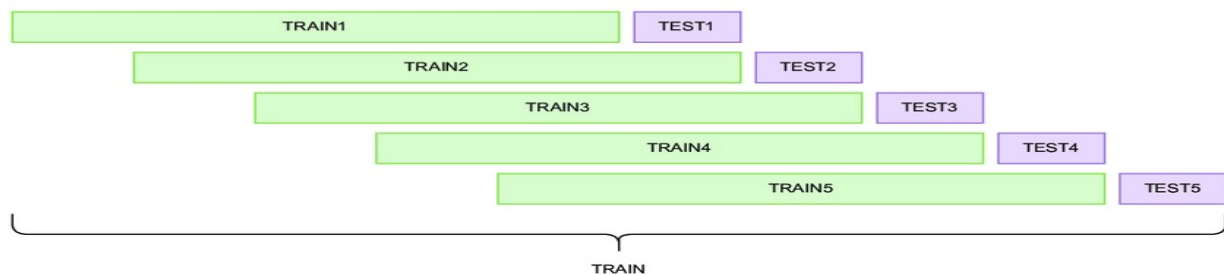 TRAIN1 TEST1
TRAIN2 TEST2
TRAIN3 TEST3
TRAIN4 TEST4
TRAIN5 TEST5
TRAIN